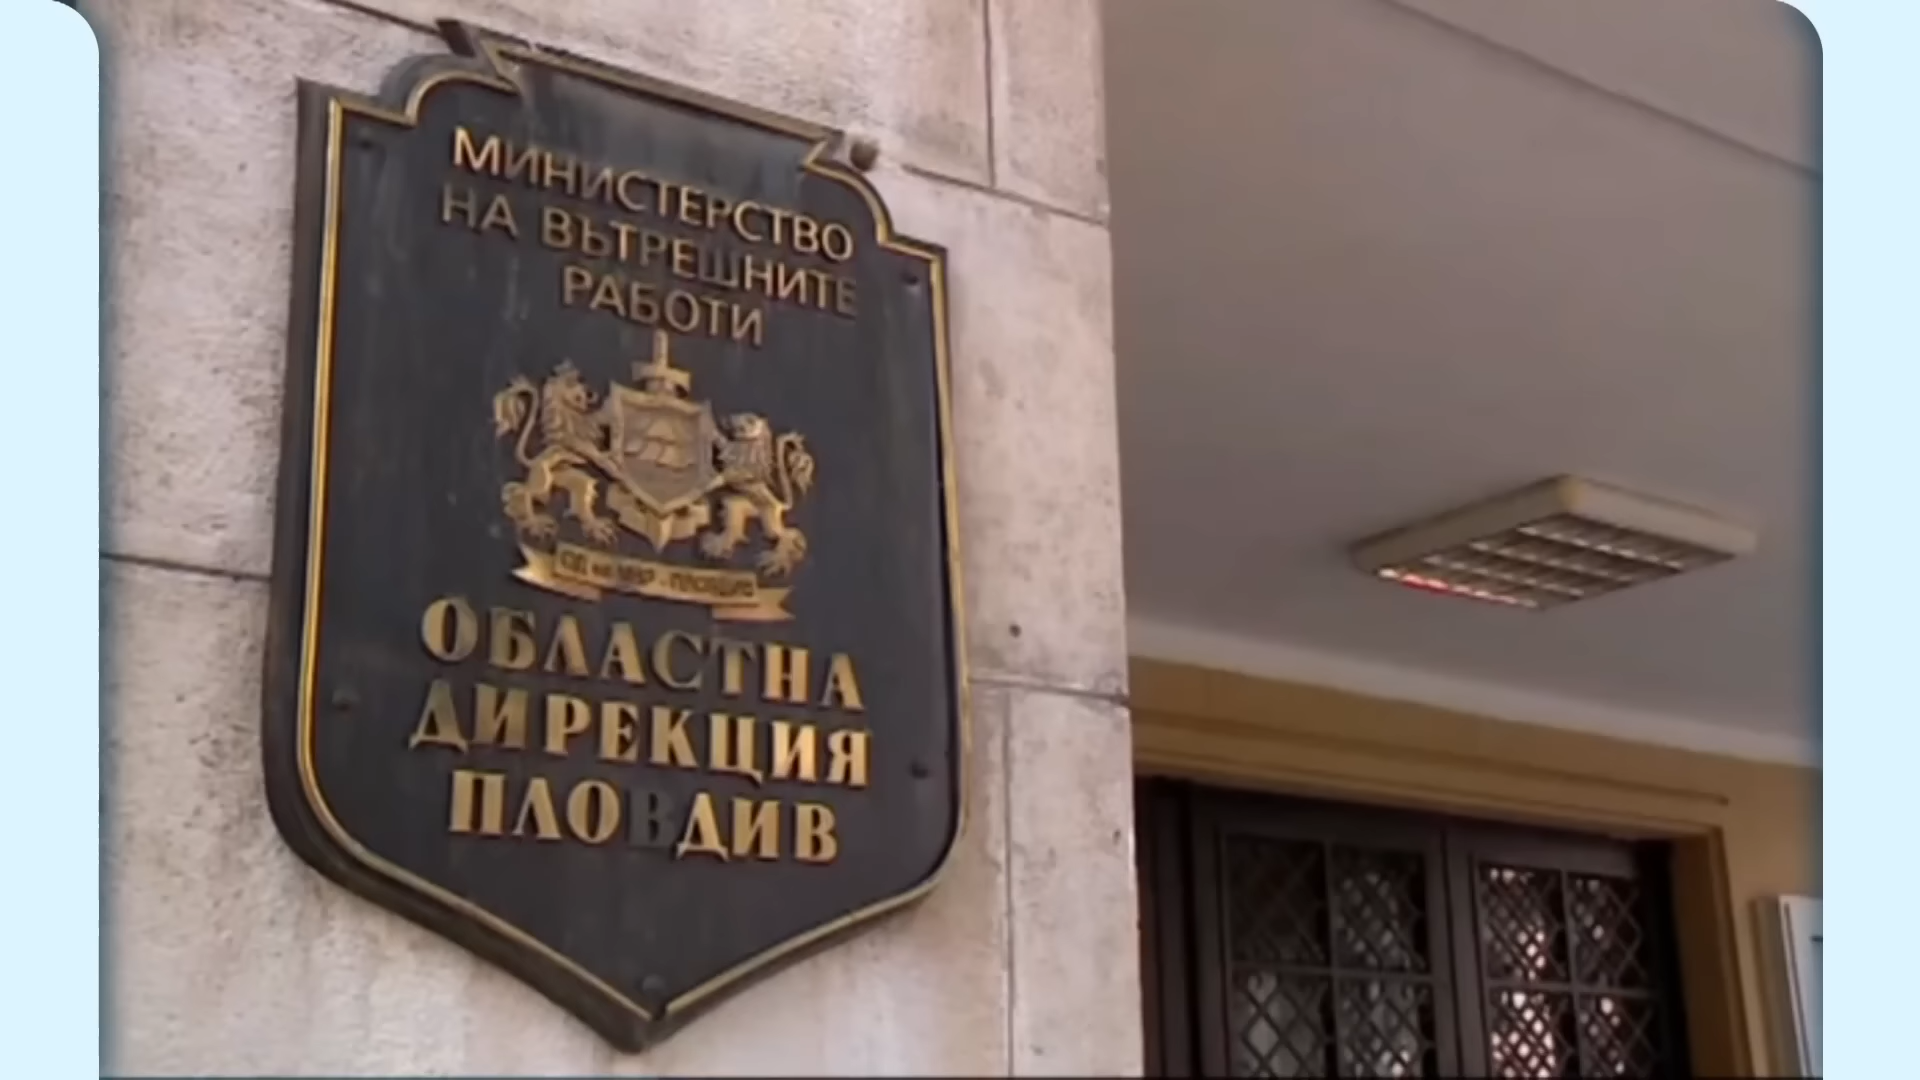 МИНИСТЕРСТВО
НА ВЪТРЕШНИТЕ
РАБОТИ
ОБЛАСТНА
ДИРЕКЦИЯ
ПЛОВДИВ